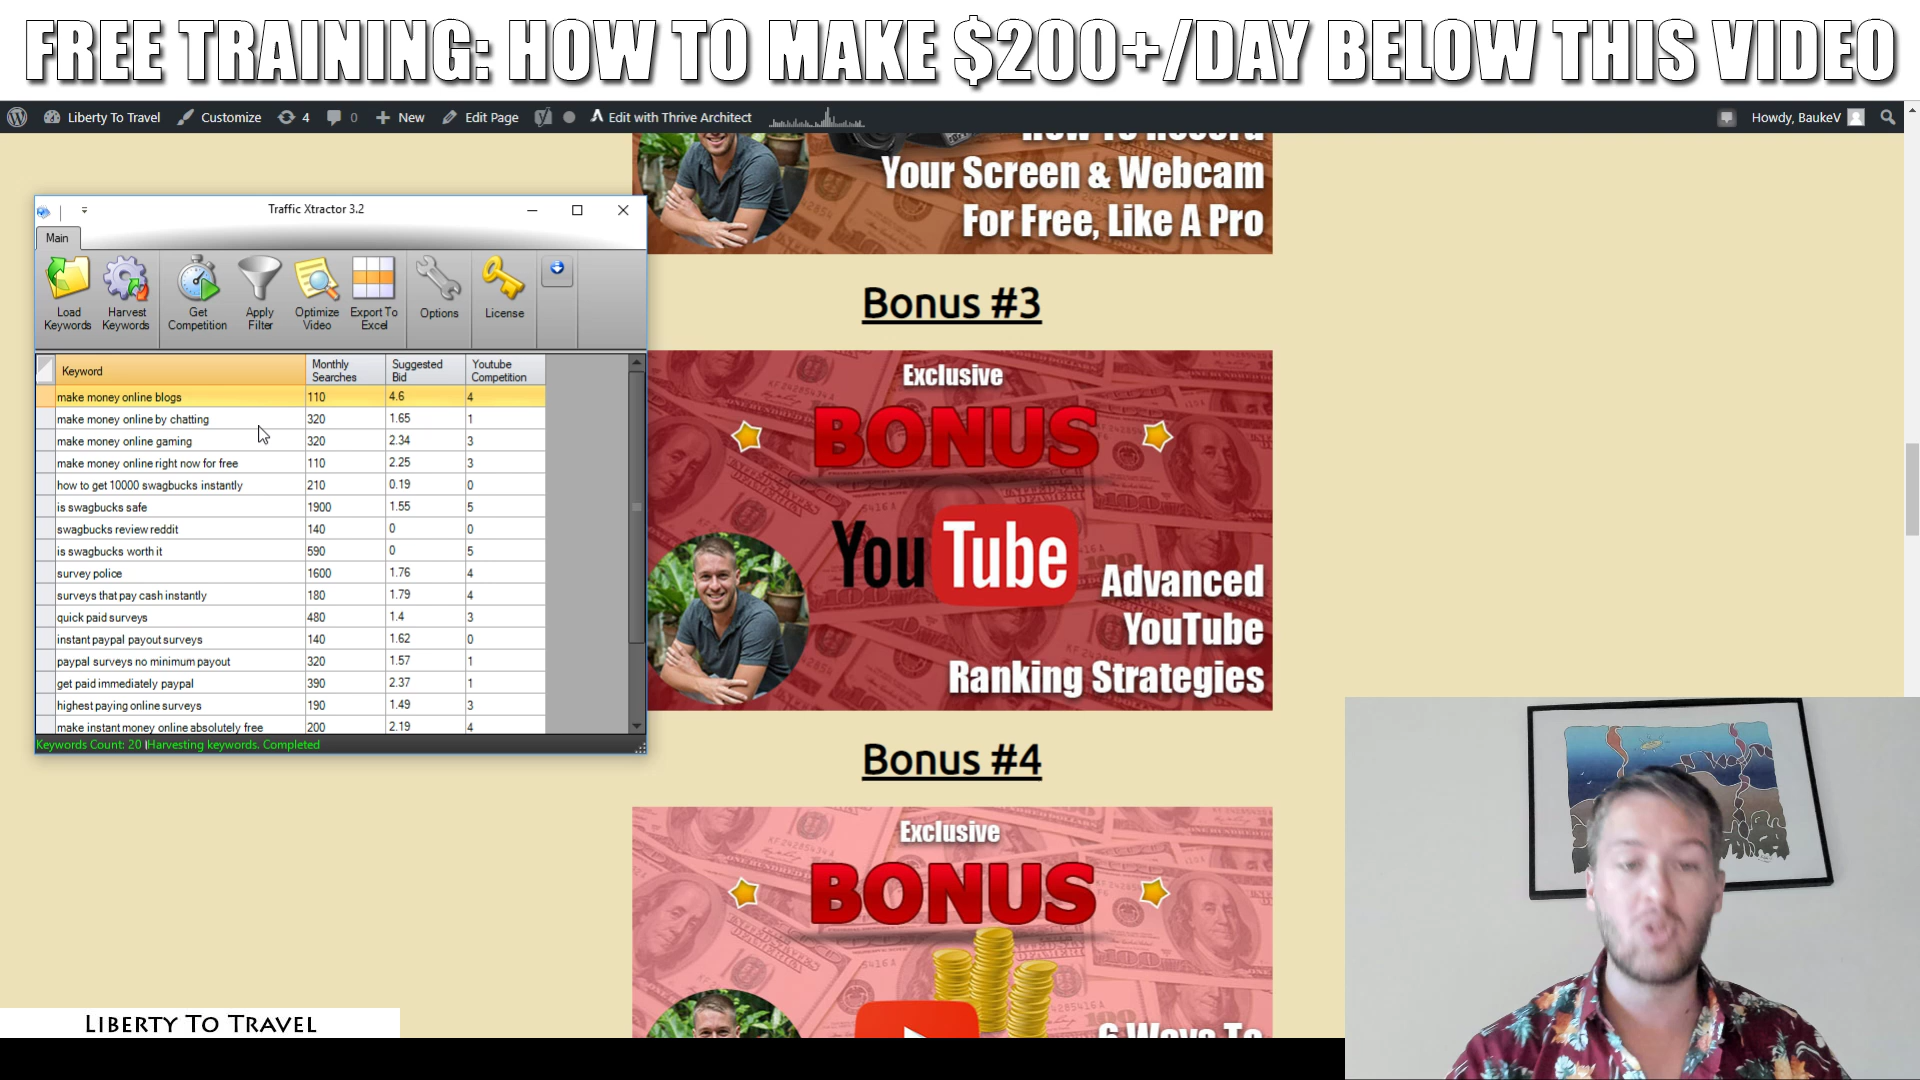 FREE TRAINING: HOW TO MAKE $200+/DAY BELOW THIS VIDEO
Liberty To Travel Customize 4 0 New Edit Page Edit with Thrive Architect Howdy, BaukeV
How To Record
Your Screen & Webcam
For Free, Like A Pro
Traffic Xtractor 3.2
Main
Load Keywords
Harvest Keywords
Get Competition
Apply Filter
Optimize Video
Export To Excel
Options
License
Keyword Monthly Searches Suggested Bid Youtube Competition
make money online blogs 110 4.6 4
make money online by chatting 320 1.65 1
make money online gaming 320 2.34 3
make money online right now for free 110 2.25 3
how to get 10000 swagbucks instantly 210 0.19 0
is swagbucks safe 1900 1.55 5
swagbucks review reddit 140 0 0
is swagbucks worth it 590 0 5
survey police 1600 1.76 4
surveys that pay cash instantly 180 1.79 4
quick paid surveys 480 1.4 3
instant paypal payout surveys 140 1.62 0
paypal surveys no minimum payout 320 1.57 1
get paid immediately paypal 390 2.37 1
highest paying online surveys 190 1.49 3
make instant money online absolutely free 200 2.19 4
Keywords Count: 20 Harvesting keywords. Completed
Bonus #3
Exclusive
BONUS
YouTube
Advanced
YouTube
Ranking Strategies
Bonus #4
Exclusive
BONUS
6 Ways To
LIBERTY TO TRAVEL